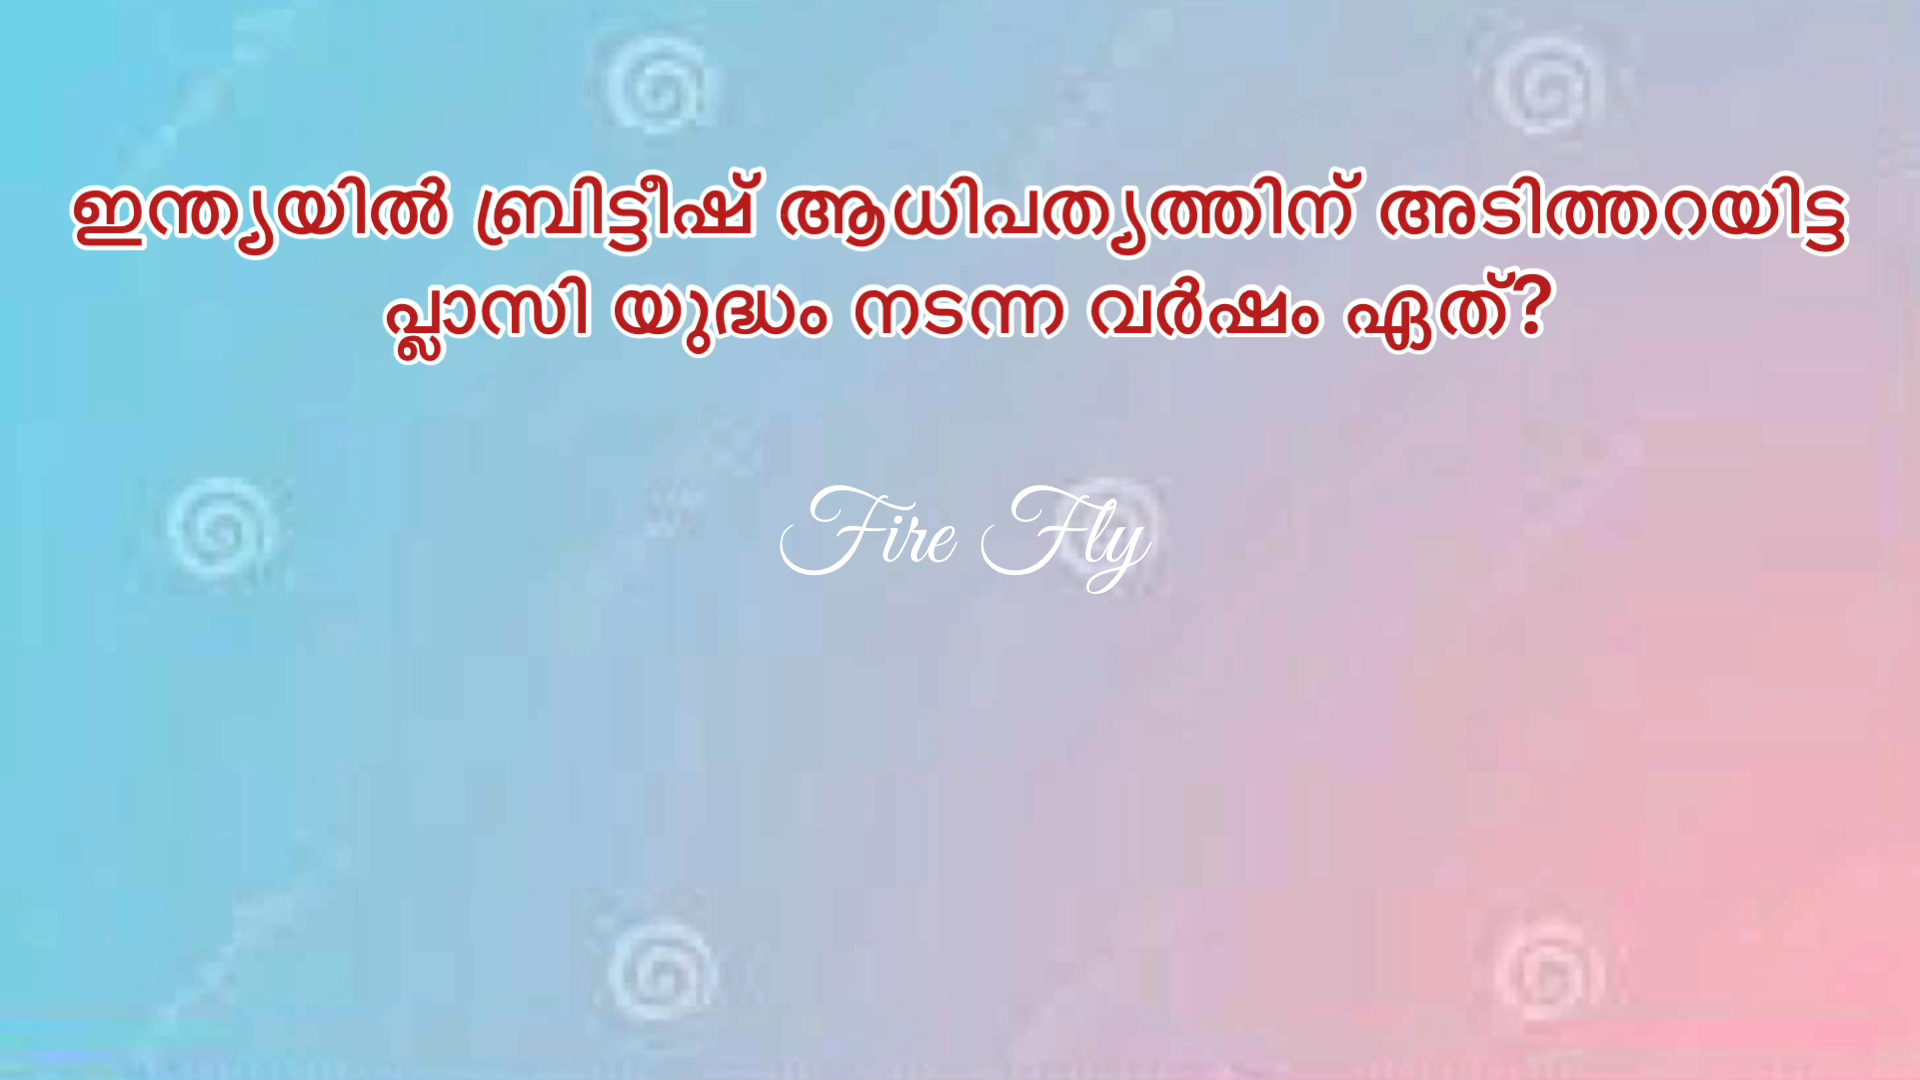 ഇന്ത്യയിൽ ബ്രിട്ടീഷ് ആധിപത്യത്തിന് അടിത്തറയിട്ട
പ്ലാസി യുദ്ധം നടന്ന വർഷം ഏത്?
Fire Fly